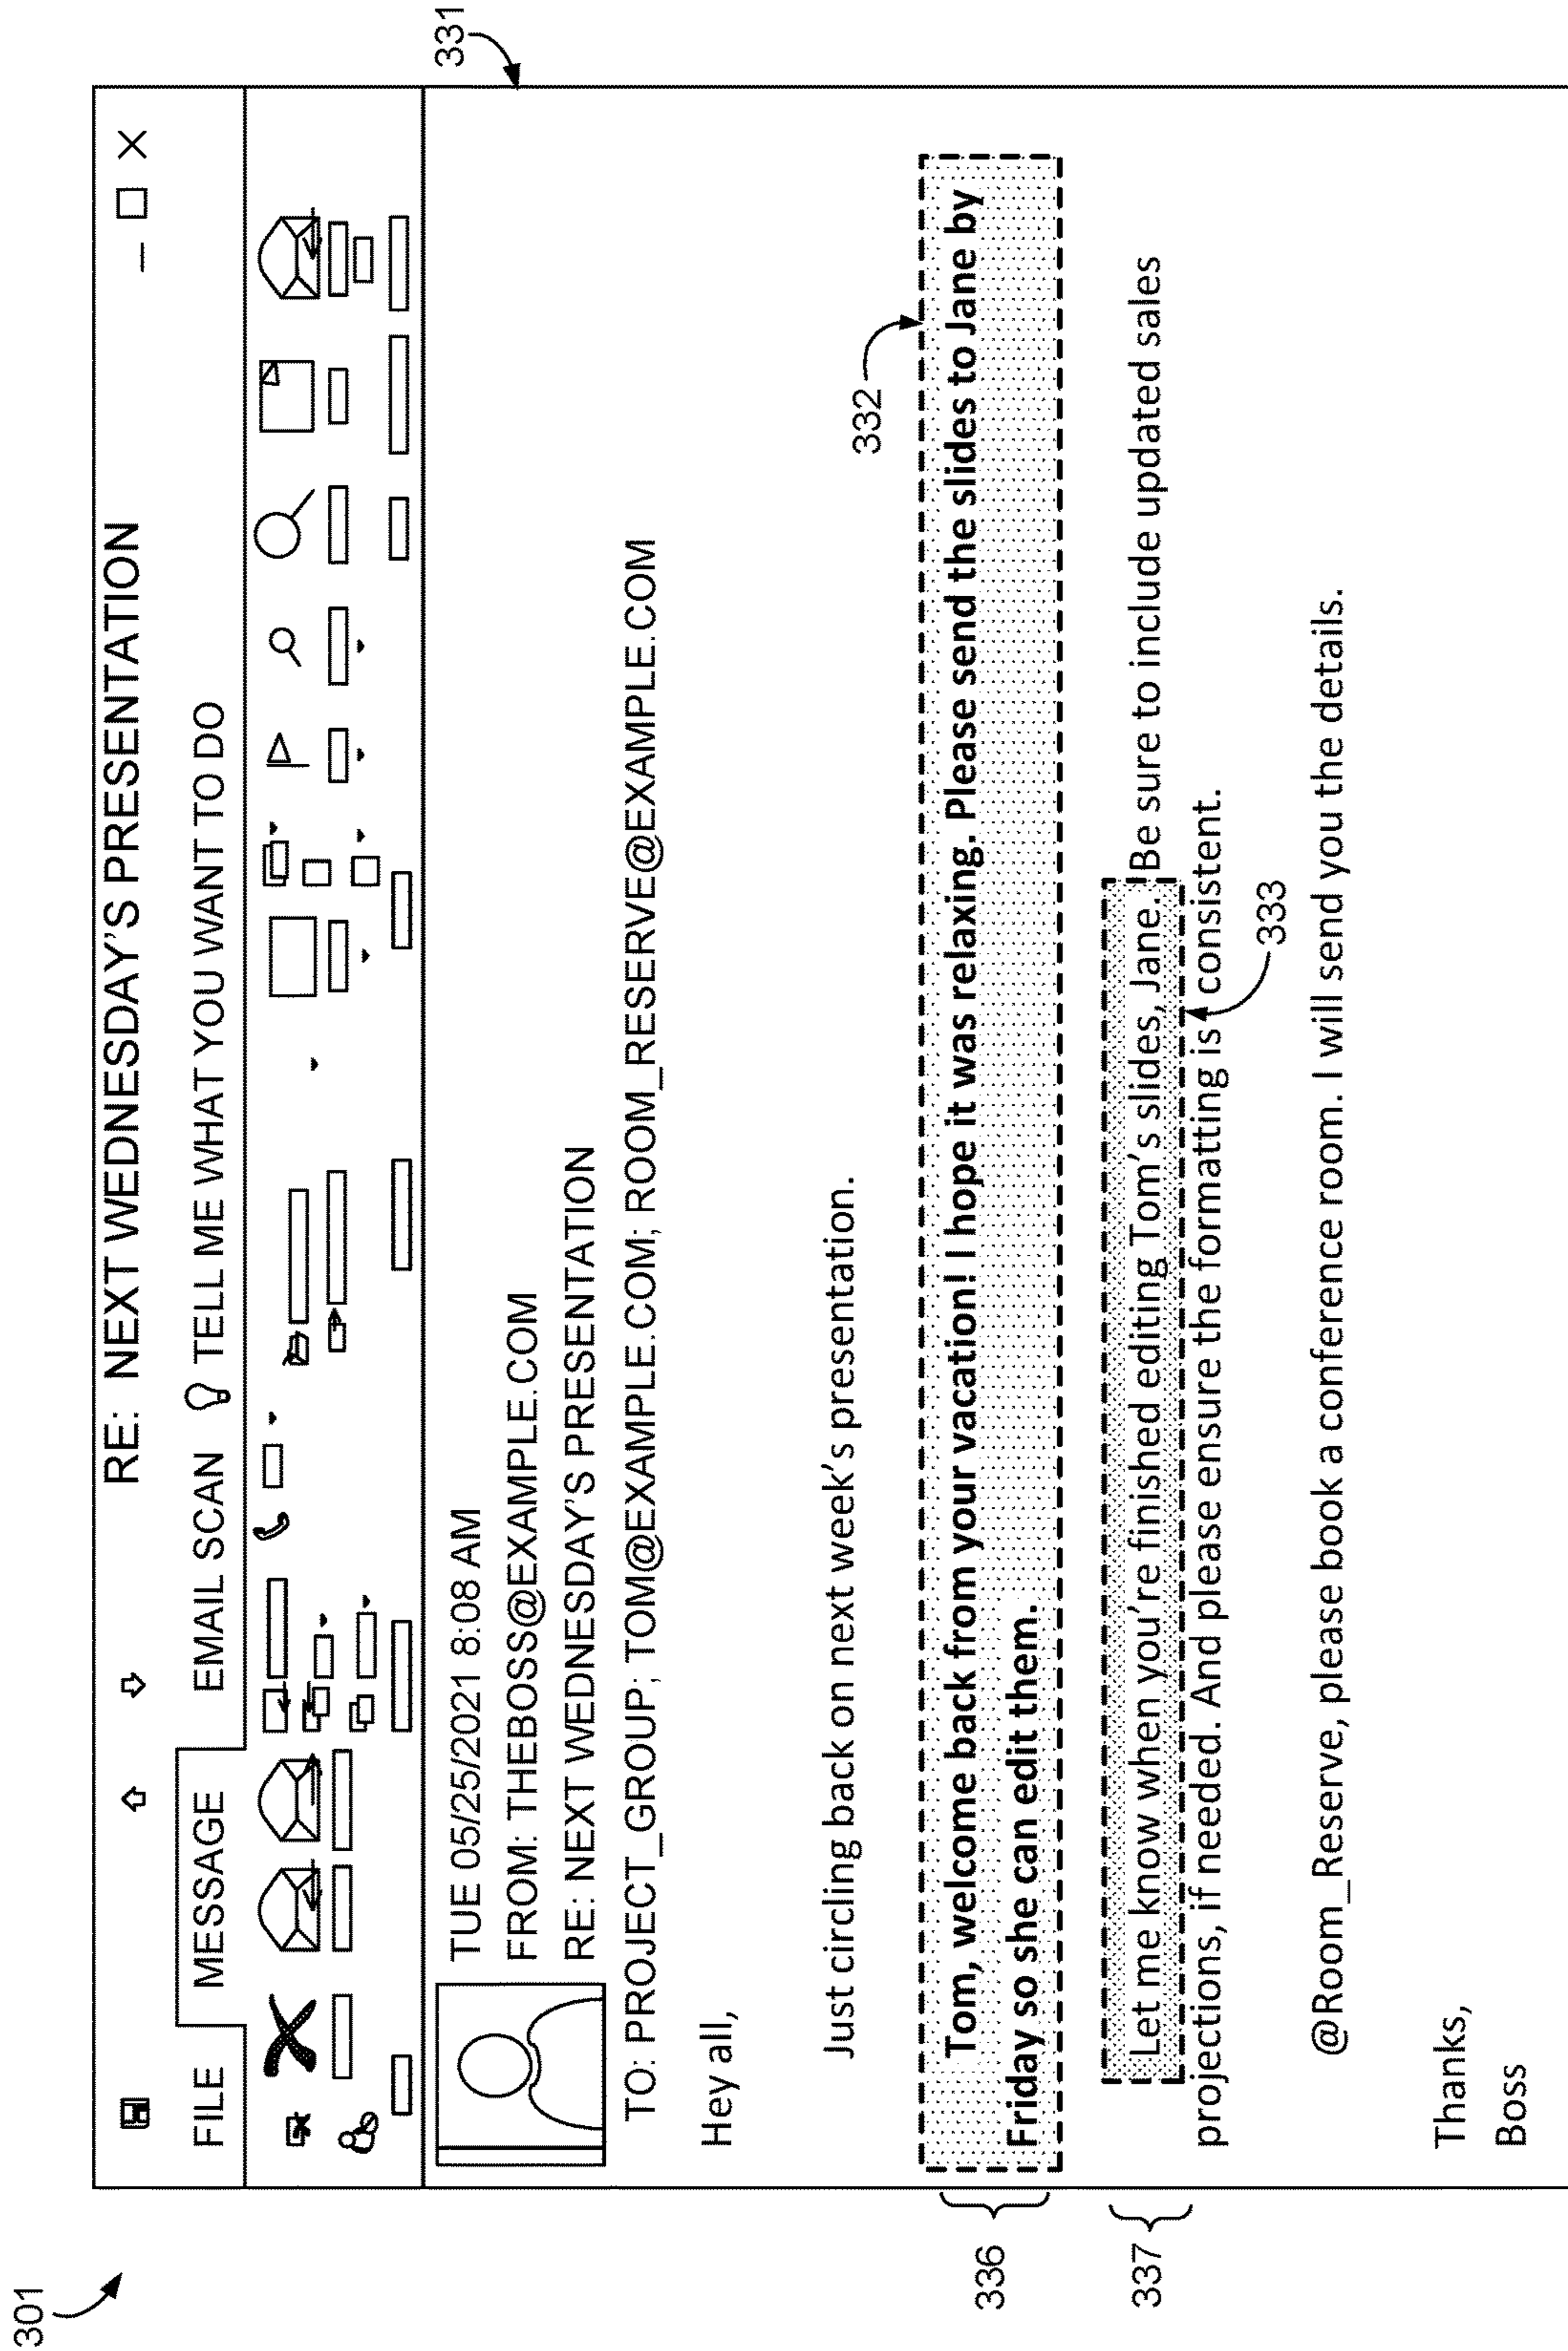 301
RE: NEXT WEDNESDAY'S PRESENTATION
FILE MESSAGE EMAIL SCAN TELL ME WHAT YOU WANT TO DO
331
TUE 05/25/2021 8:08 AM
FROM: THEBOSS@EXAMPLE.COM
RE: NEXT WEDNESDAY'S PRESENTATION
TO: PROJECT_GROUP; TOM@EXAMPLE.COM; ROOM_RESERVE@EXAMPLE.COM
Hey all,
Just circling back on next week's presentation.
332
336
Tom, welcome back from your vacation! I hope it was relaxing. Please send the slides to Jane by
Friday so she can edit them.
337
Let me know when you're finished editing Tom's slides, Jane. Be sure to include updated sales
projections, if needed. And please ensure the formatting is consistent.
333
@Room_Reserve, please book a conference room. I will send you the details.
Thanks,
Boss